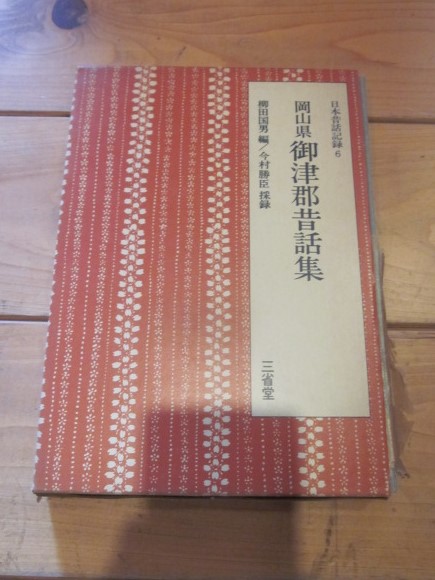 日本昔話記録6
岡山県 御津郡昔話集
柳田国男 編/今村勝臣 採録
三省堂